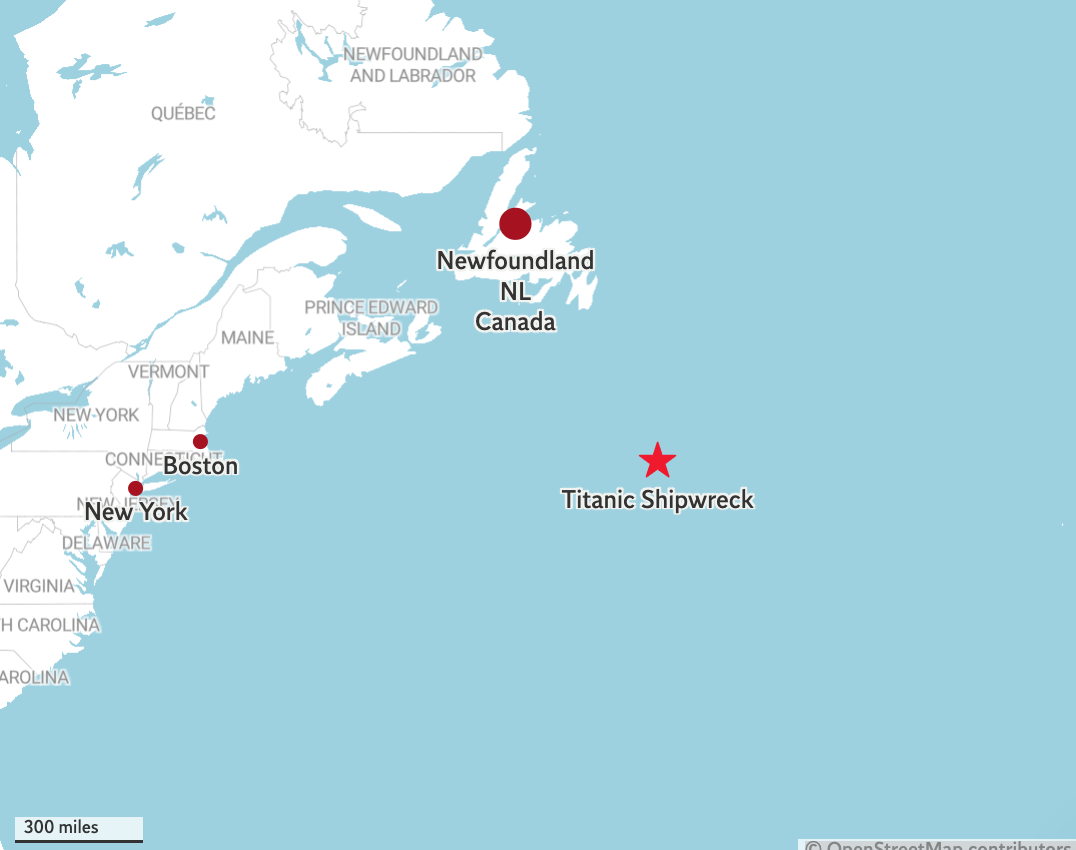 NEWFOUNDLAND
AND LABRADOR
QUÉBEC
Newfoundland
NL
Canada
PRINCE EDWARD
ISLAND
MAINE
VERMONT
NEW YORK
CONNECTICUT
Boston
Titanic Shipwreck
NEW JERSEY
New York
DELAWARE
VIRGINIA
TH CAROLINA
AROLINA
300 miles
© OpenStreetMap contributors